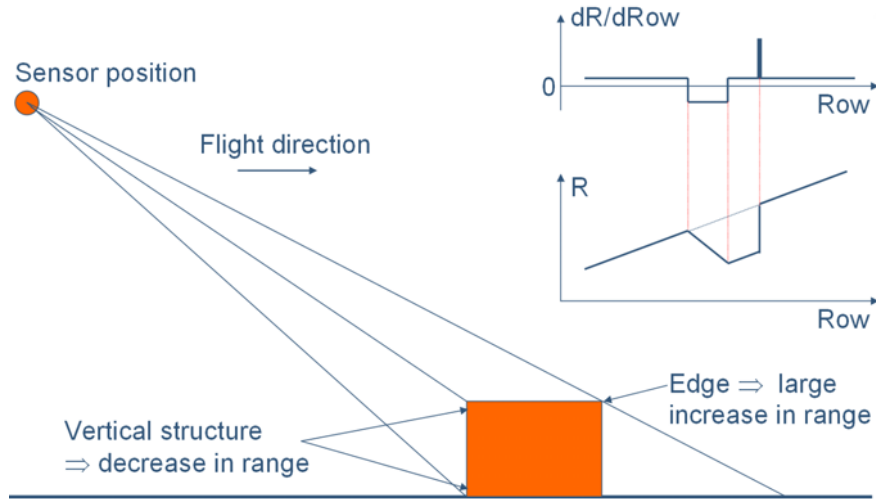 dR/dRow
Sensor position
0
Row
Flight direction
R
Row
Edge ⇒ large
increase in range
Vertical structure
⇒ decrease in range